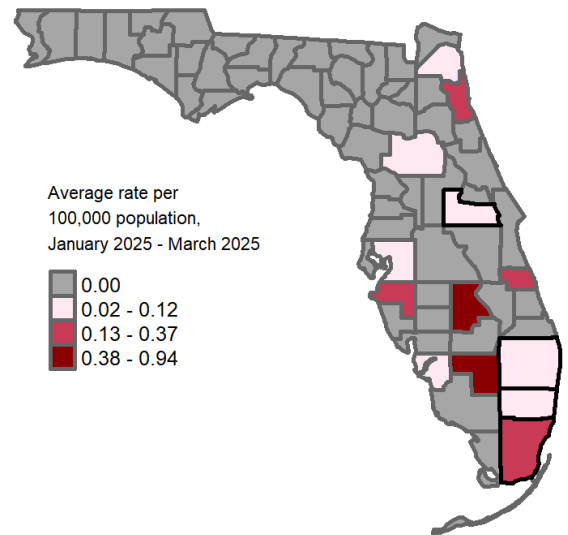 Average rate per
100,000 population,
January 2025 - March 2025
0.00
0.02 - 0.12
0.13 - 0.37
0.38 - 0.94